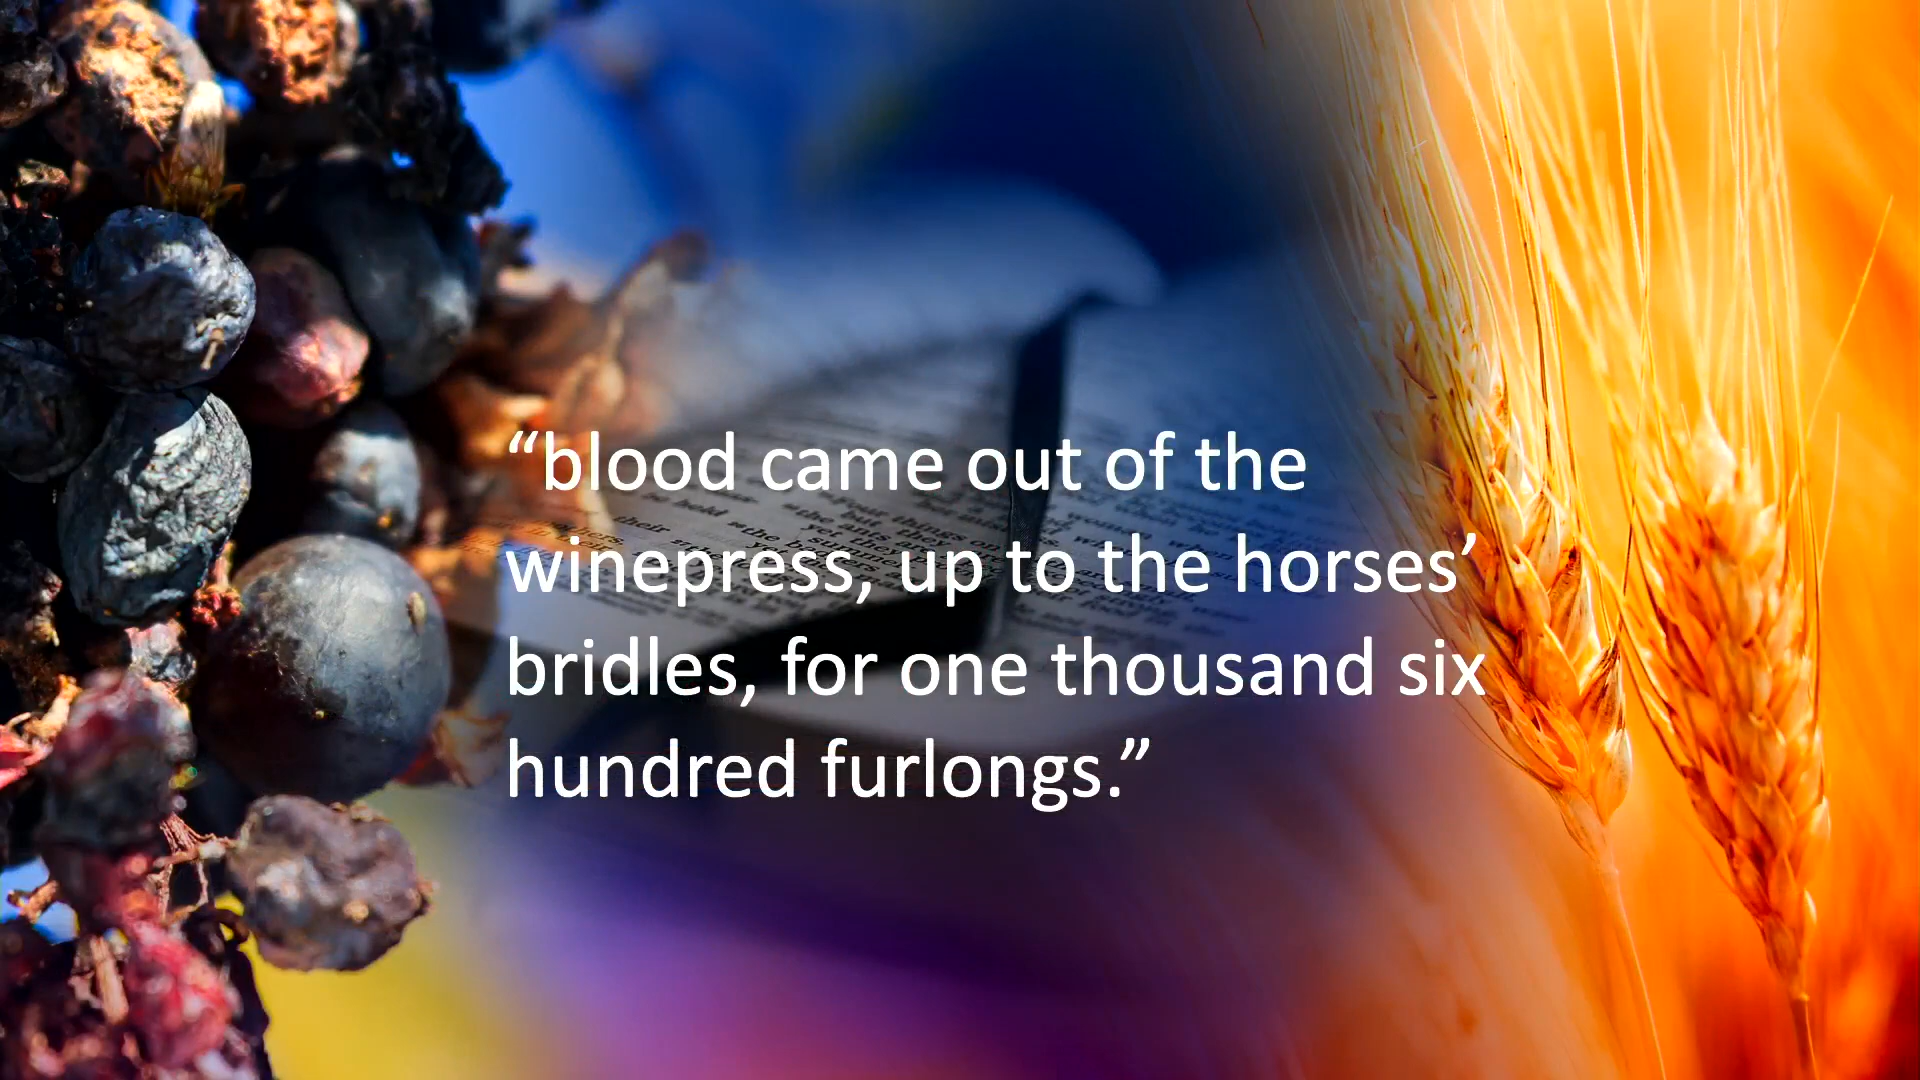 “blood came out of the
winepress, up to the horses’
bridles, for one thousand six
hundred furlongs.”